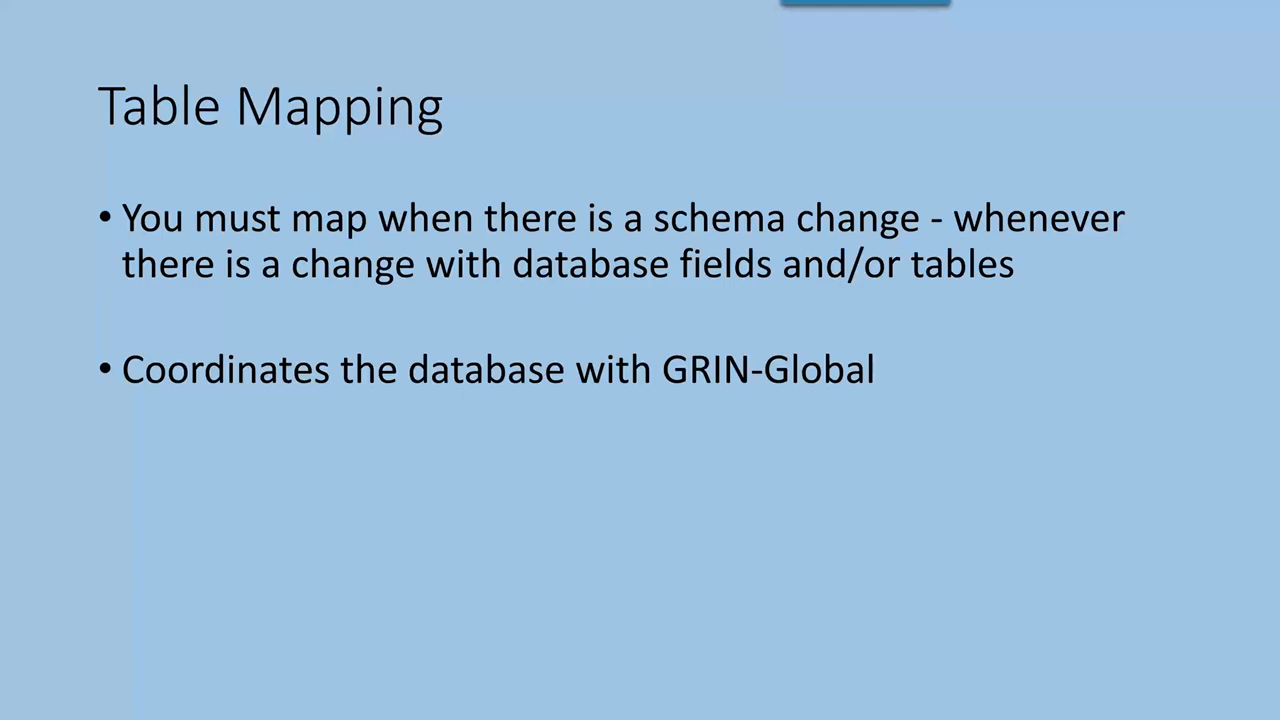 Table Mapping
• You must map when there is a schema change - whenever
there is a change with database fields and/or tables
• Coordinates the database with GRIN-Global